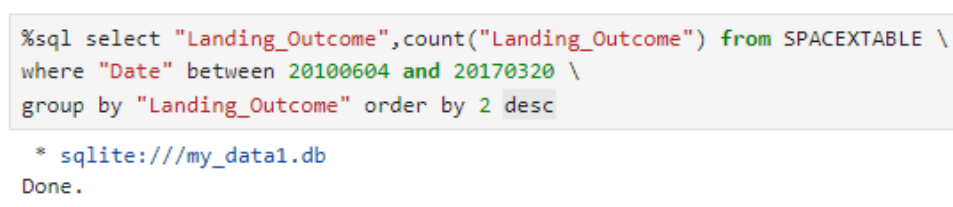 %sql select "Landing_Outcome",count("Landing_Outcome") from SPACEXTABLE \
where "Date" between 20100604 and 20170320 \
group by "Landing_Outcome" order by 2 desc
* sqlite:///my_data1.db
Done.